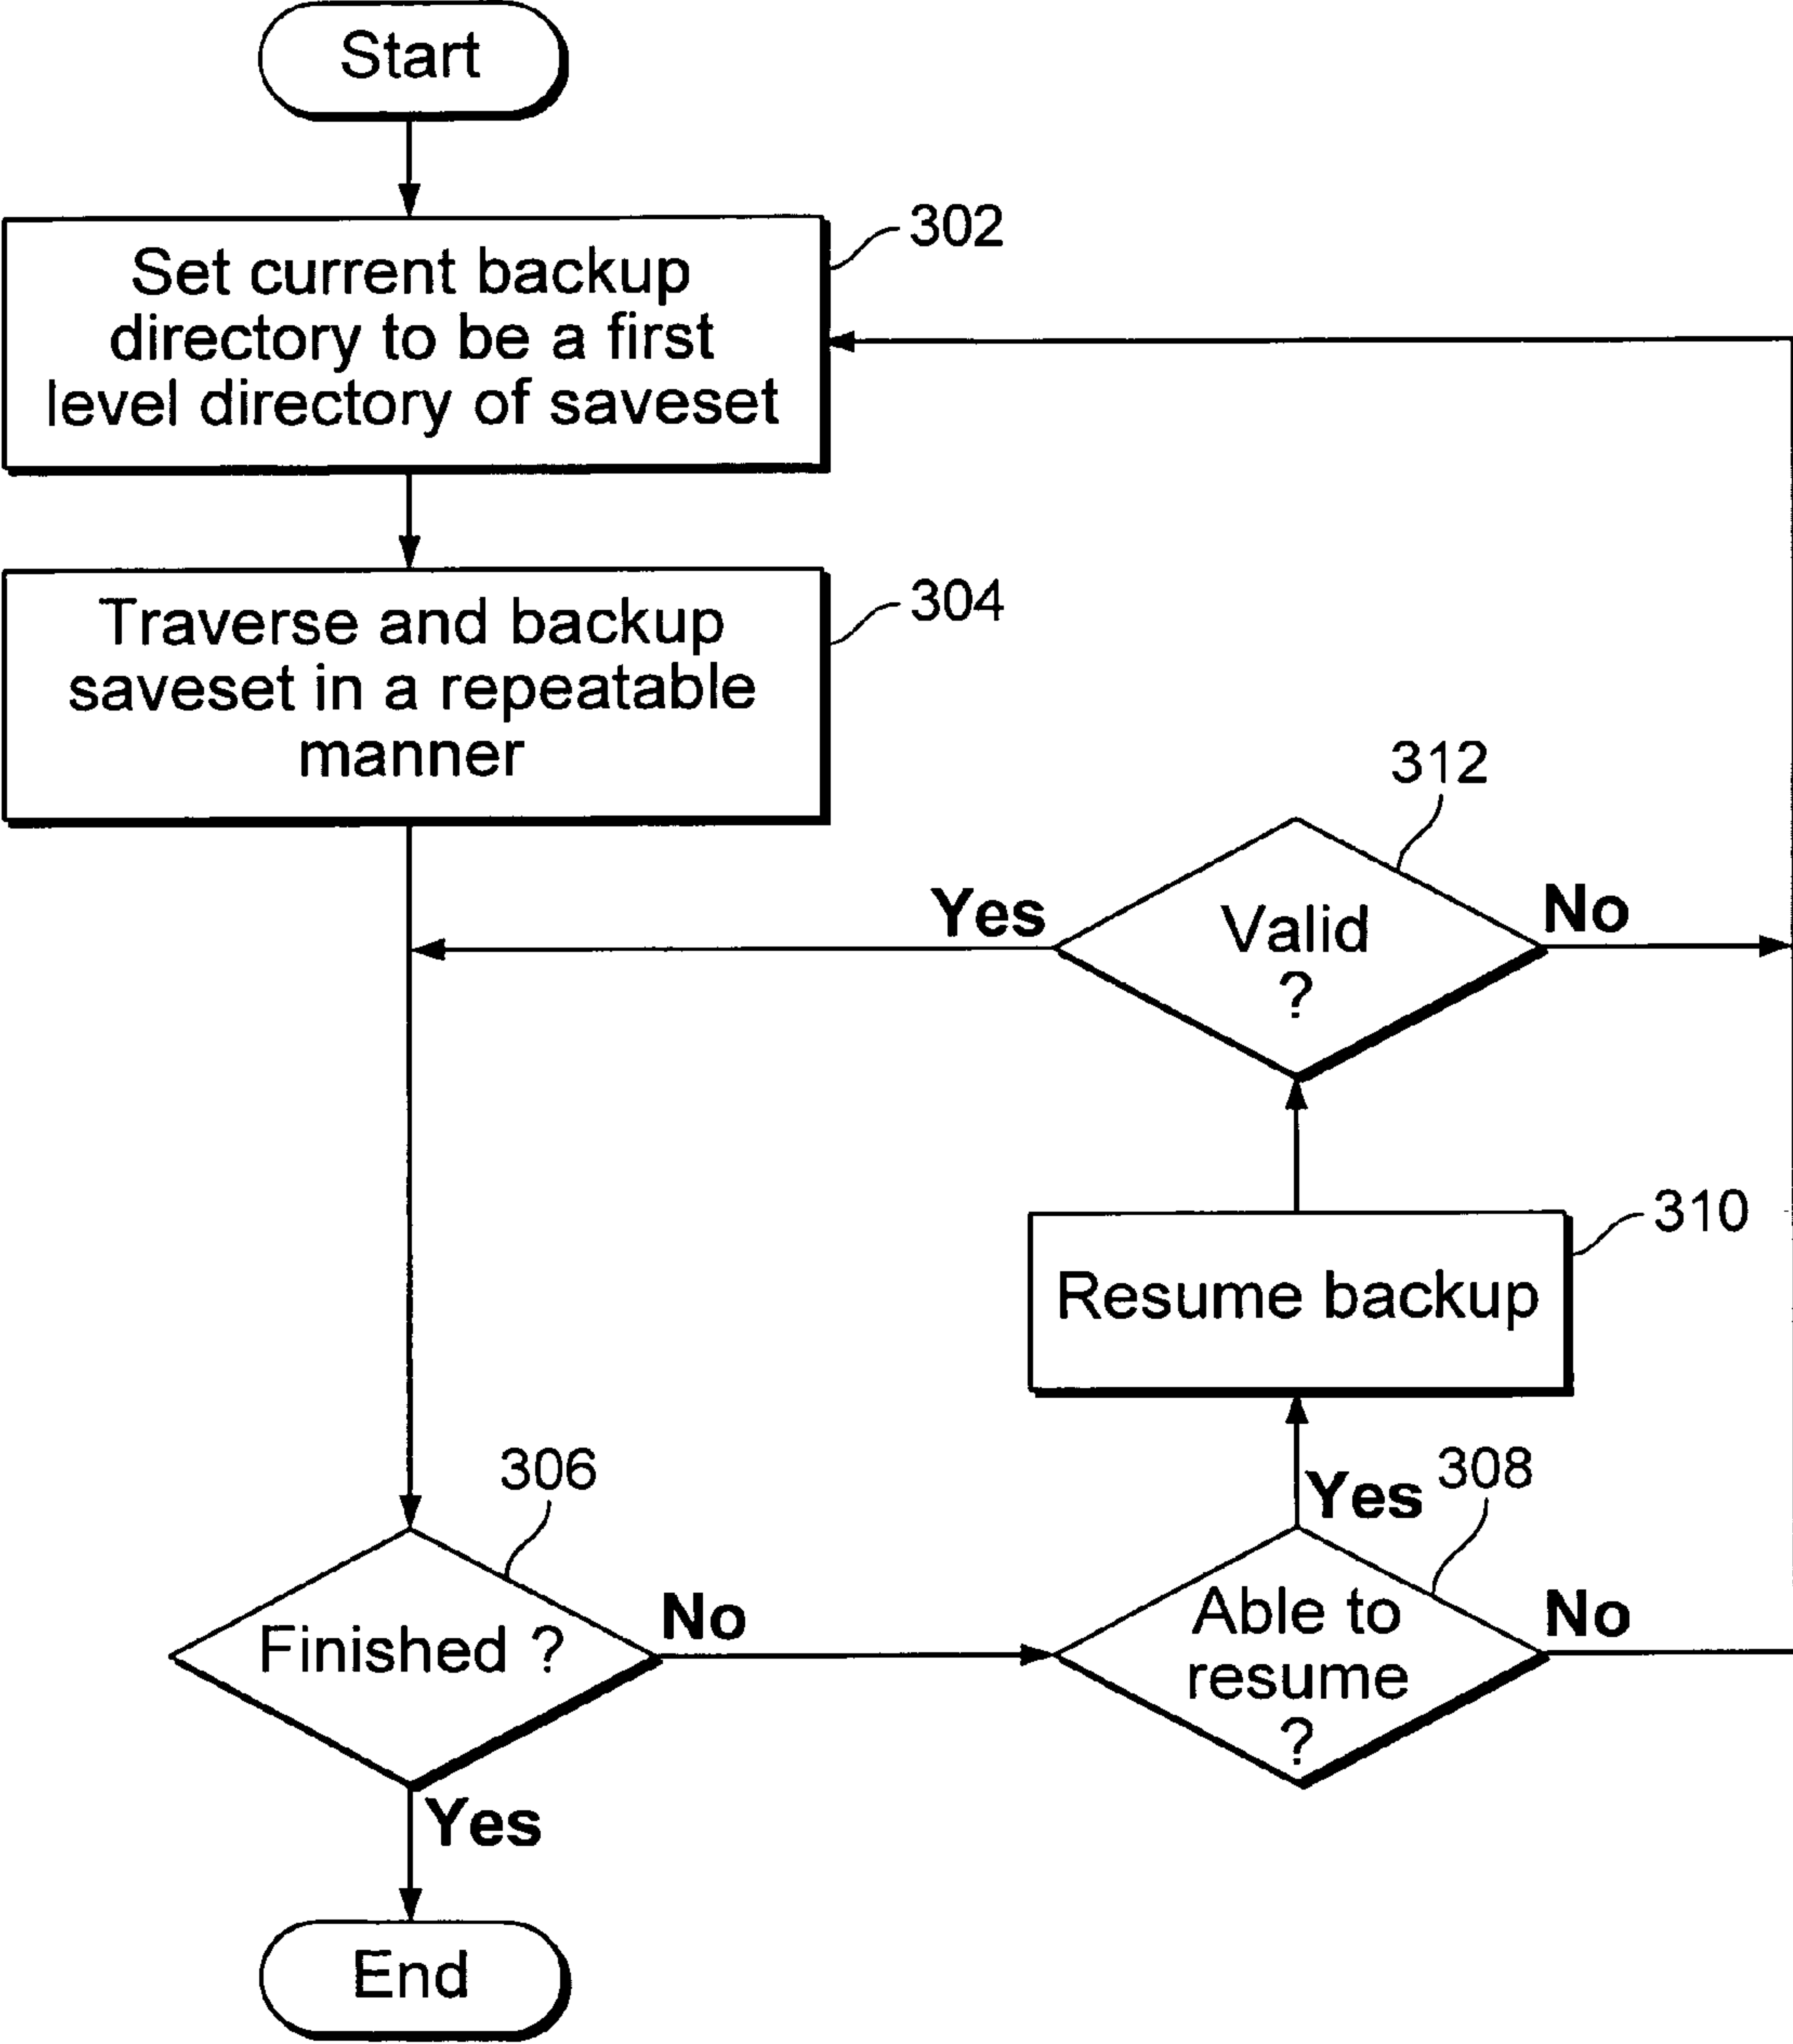 Start
302
Set current backup
directory to be a first
level directory of saveset
304
Traverse and backup
saveset in a repeatable
manner
312
Yes
Valid
?
No
310
Resume backup
306
Yes
308
Finished ?
No
Able to
resume
?
No
Yes
End